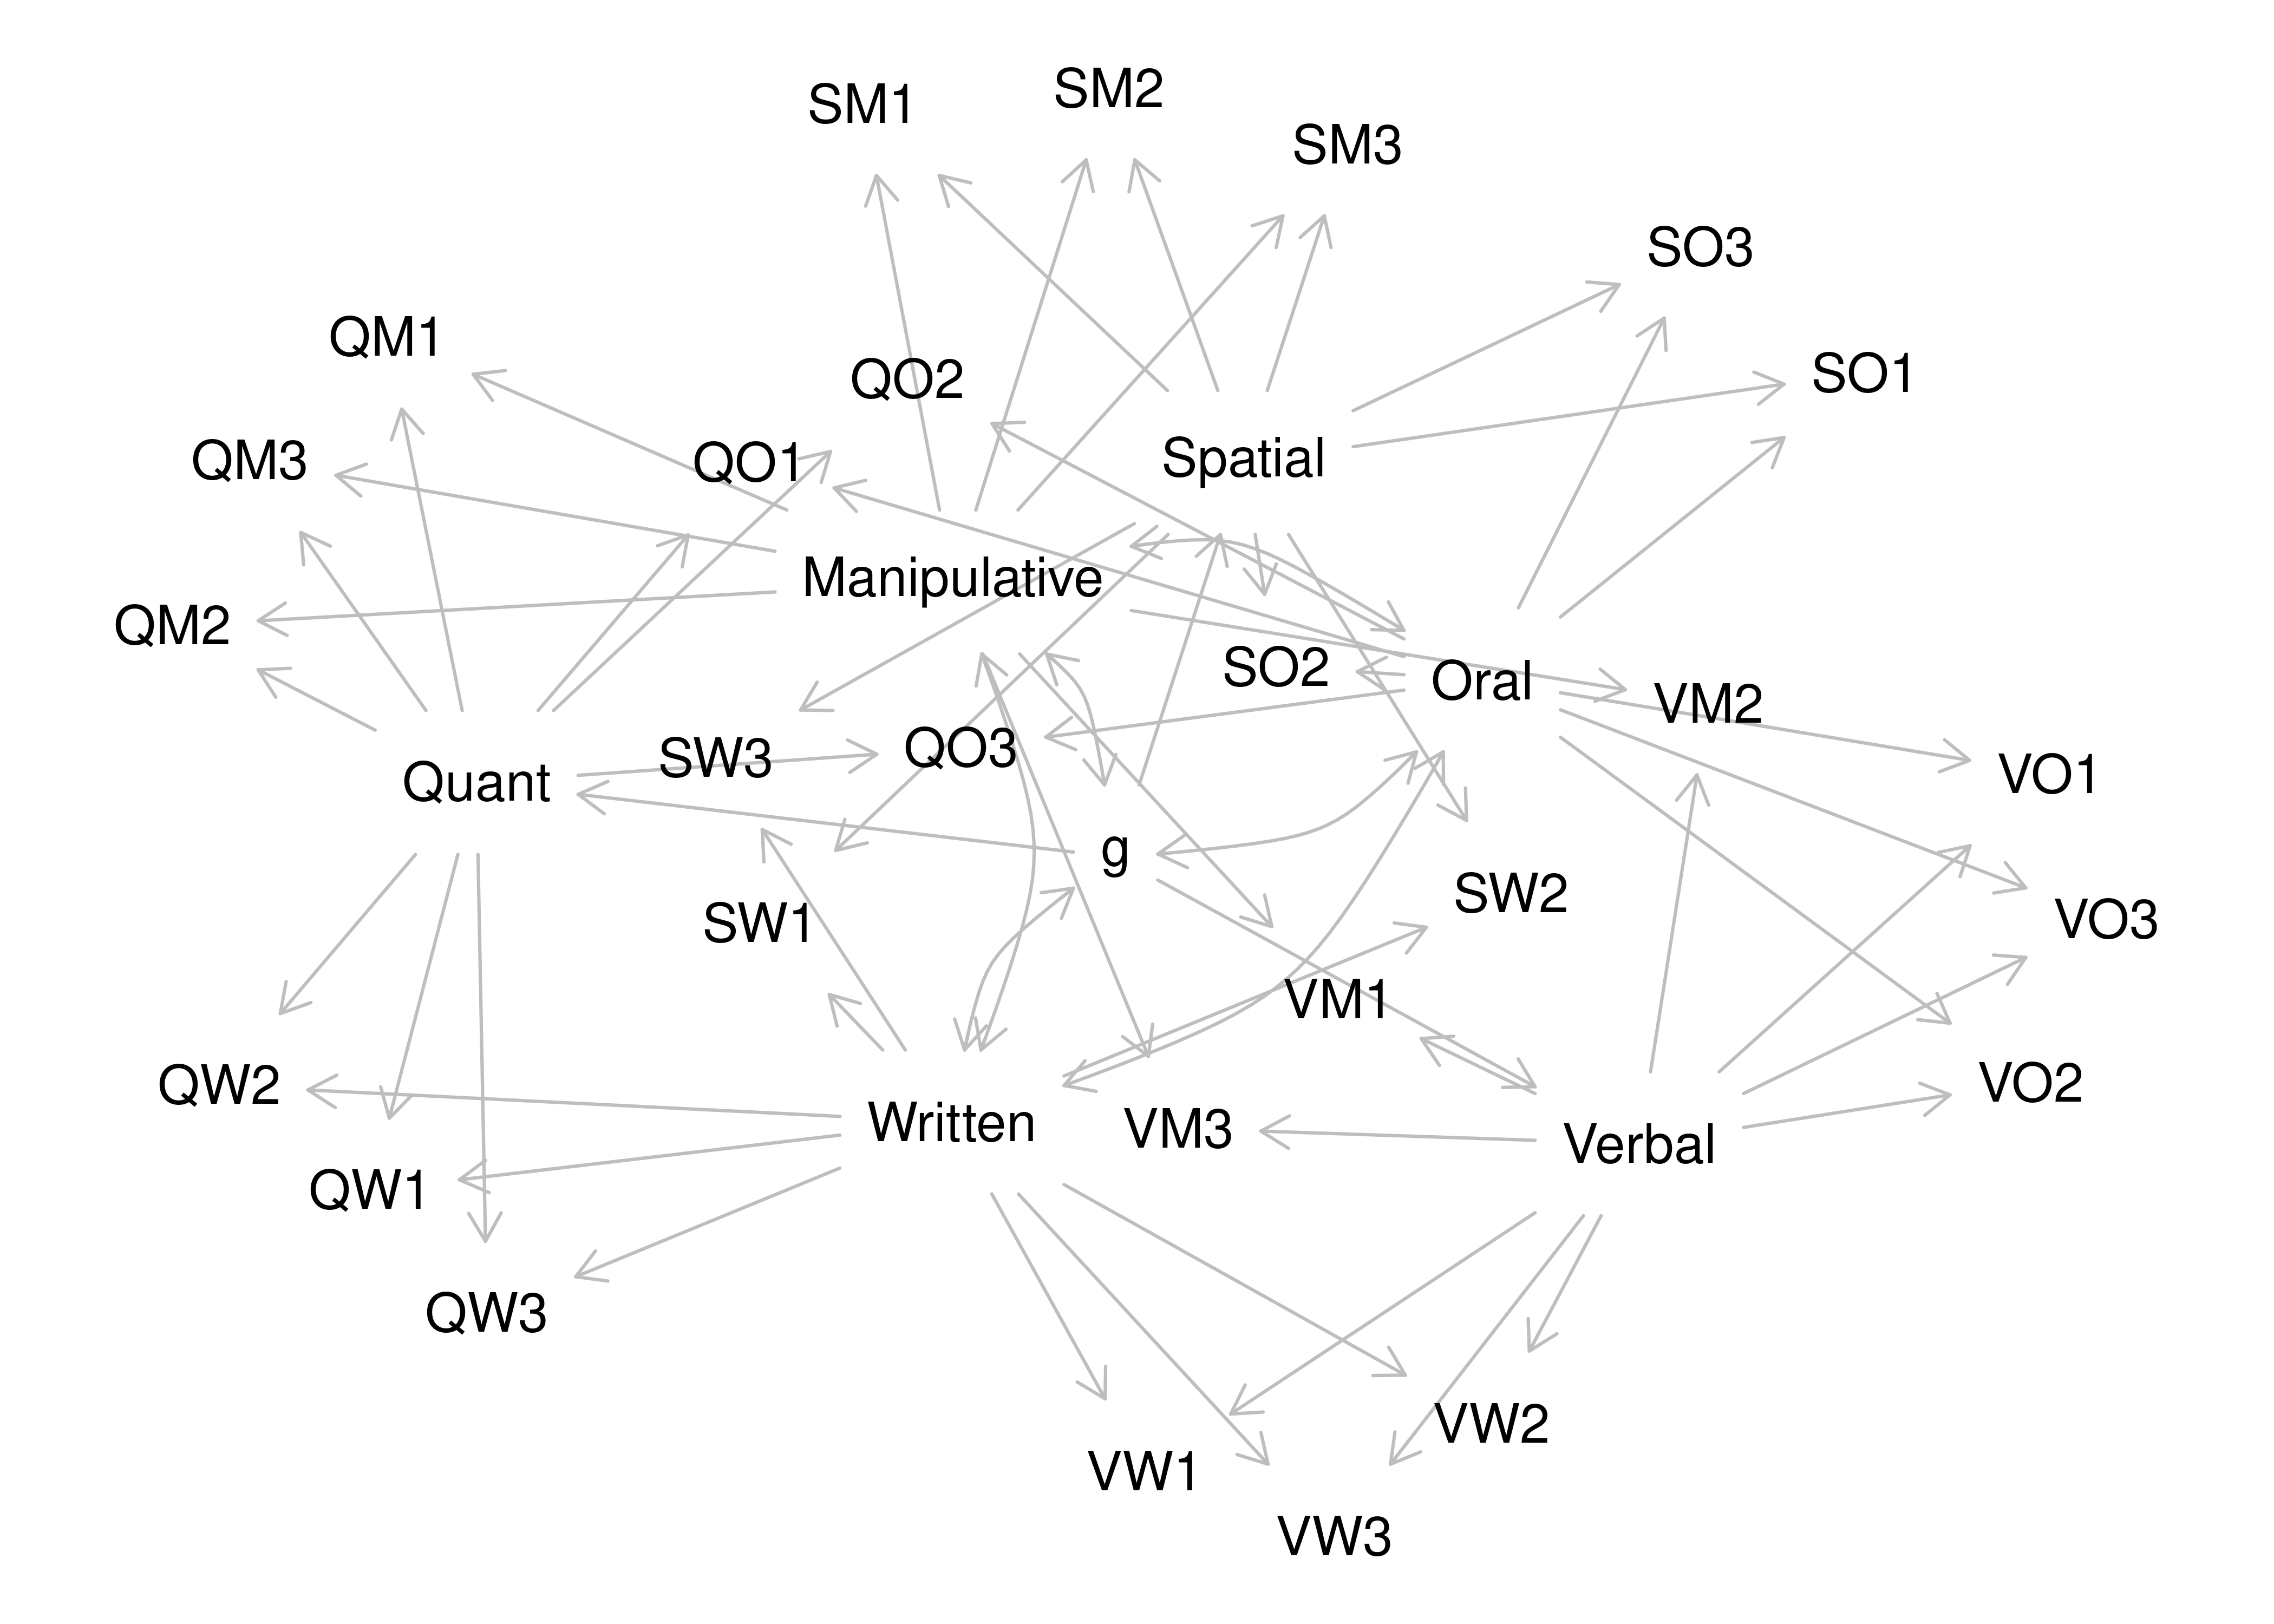 SM2
SM1
SM3
SO3
QM1
SO1
QO2
QM3
QO1
Spatial
Manipulative
QM2
SO2
Oral
VM2
QO3
SW3
VO1
Quant
g
SW2
VO3
SW1
VM1
QW2
VO2
Written
VM3
Verbal
QW1
QW3
VW2
VW1
VW3